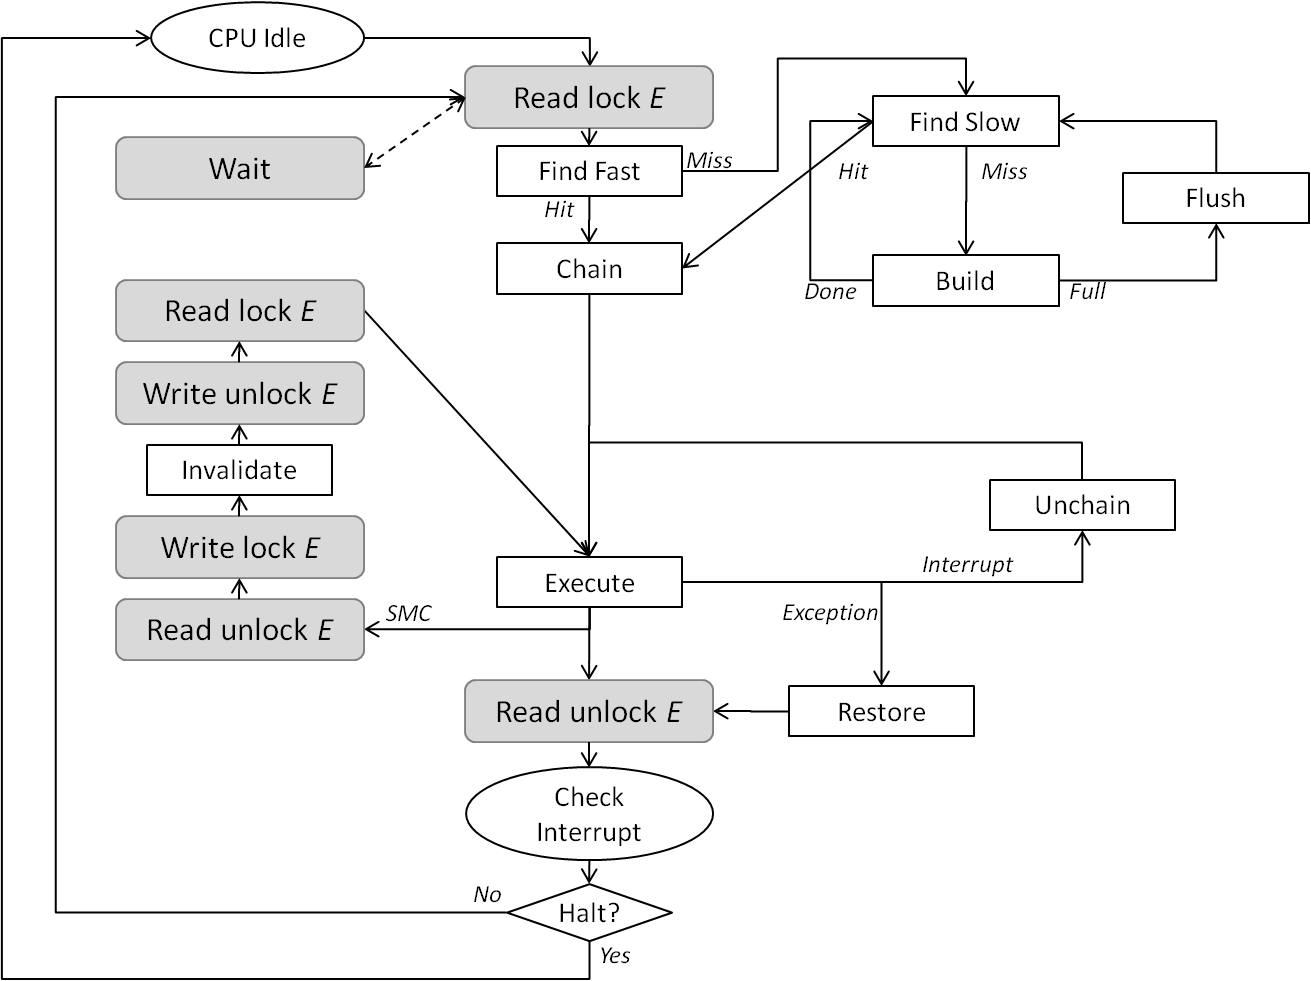 CPU Idle
Read lock E
Find Slow
Wait
Find Fast
Miss
Hit
Miss
Flush
Hit
Chain
Build
Done
Full
Read lock E
Write unlock E
Invalidate
Unchain
Write lock E
Execute
Interrupt
SMC
Exception
Read unlock E
Read unlock E
Restore
Check
Interrupt
No
Halt?
Yes